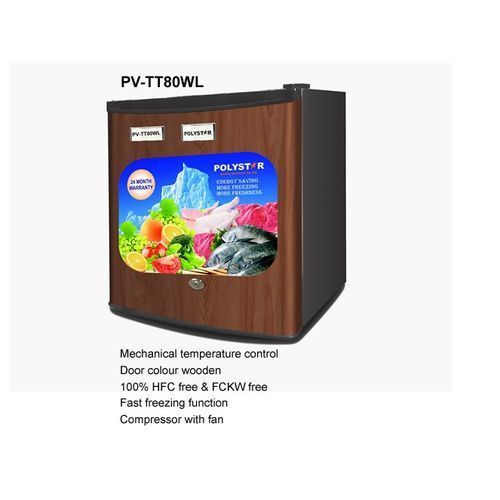 PV-TT80WL
PV-TT80WL
POLYSTAR
POLYSTAR
24 MONTH
WARRANTY
ENERGY SAVING
MORE FREEZING
MORE FRESHNESS
Mechanical temperature control
Door colour wooden
100% HFC free & FCKW free
Fast freezing function
Compressor with fan